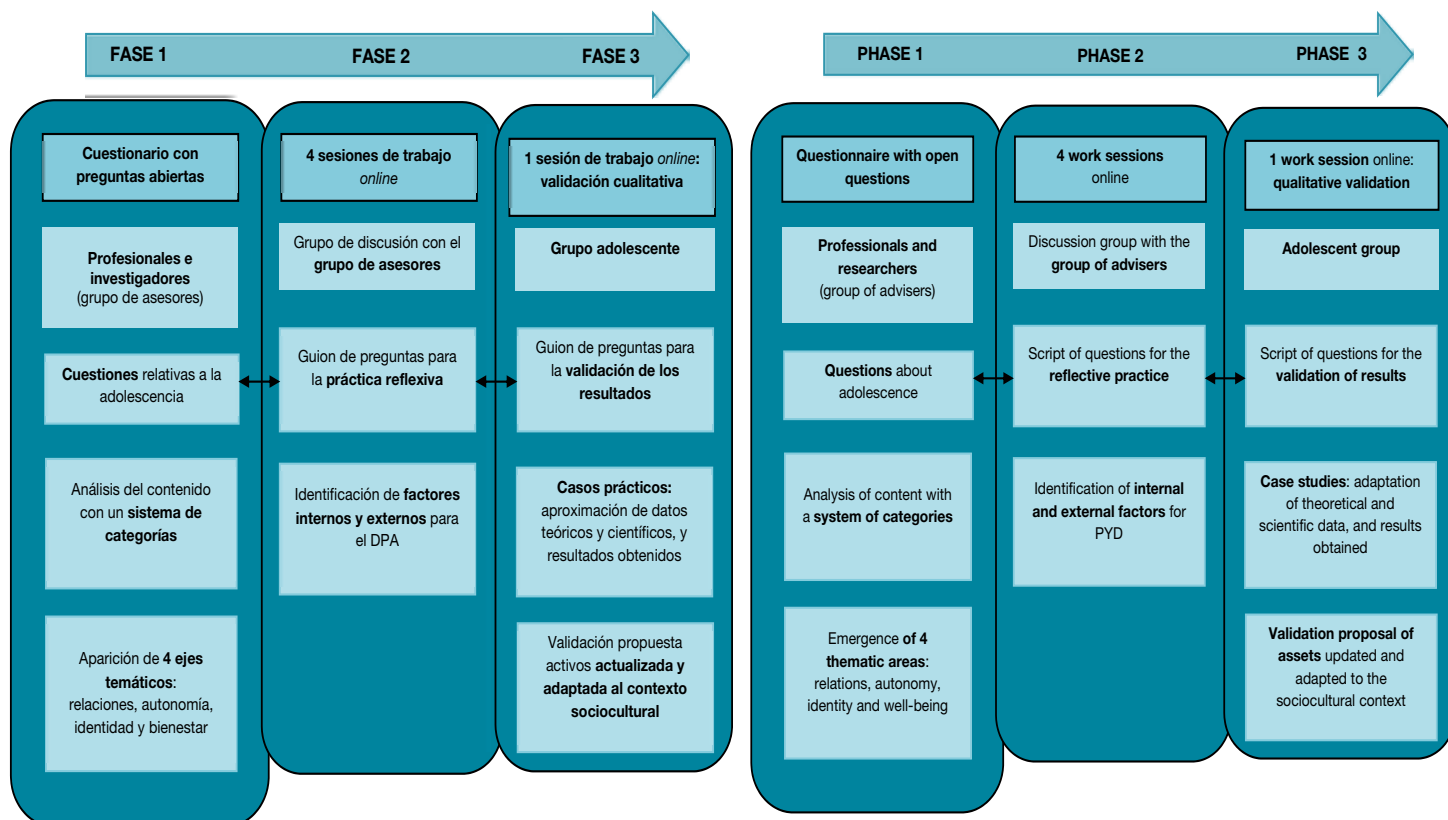 FASE 1
FASE 2
FASE 3
Cuestionario con
preguntas abiertas
Profesionales e
investigadores
(grupo de asesores)
Cuestiones relativas a la
adolescencia
Análisis del contenido
con un sistema de
categorías
Aparición de 4 ejes
temáticos:
relaciones, autonomía,
identidad y bienestar
4 sesiones de trabajo
online
Grupo de discusión con el
grupo de asesores
Guion de preguntas para
la práctica reflexiva
Identificación de factores
internos y externos para
el DPA
1 sesión de trabajo online:
validación cualitativa
Grupo adolescente
Guion de preguntas para
la validación de los
resultados
Casos prácticos:
aproximación de datos
teóricos y científicos, y
resultados obtenidos
Validación propuesta
activos actualizada y
adaptada al contexto
sociocultural
PHASE 1
PHASE 2
PHASE 3
Questionnaire with open
questions
Professionals and
researchers
(group of advisers)
Questions about
adolescence
Analysis of content with
a system of categories
Emergence of 4
thematic areas:
relations, autonomy,
identity and well-being
4 work sessions
online
Discussion group with the
group of advisers
Script of questions for the
reflective practice
Identification of internal
and external factors for
PYD
1 work session online:
qualitative validation
Adolescent group
Script of questions for the
validation of results
Case studies: adaptation
of theoretical and
scientific data, and results
obtained
Validation proposal of
assets updated and
adapted to the
sociocultural context